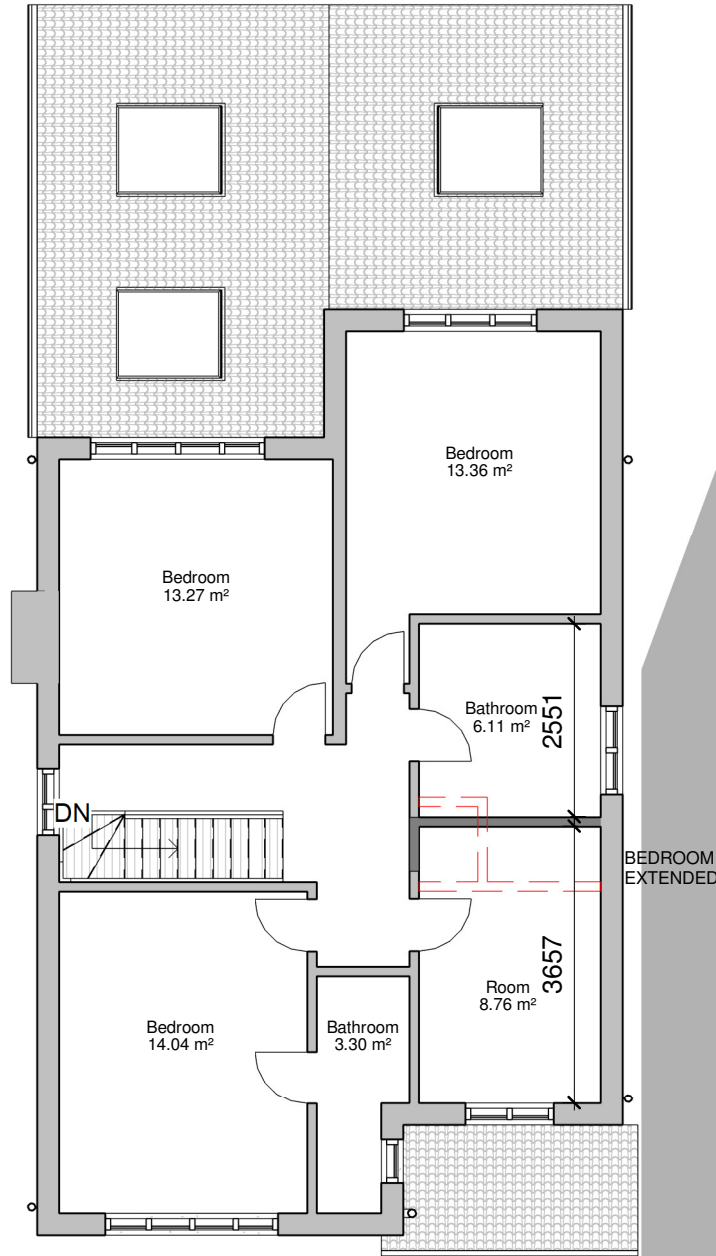 Bedroom
13.36 m²
Bedroom
13.27 m²
Bathroom
6.11 m²
2551
DN
BEDROOM
EXTENDED
3657
Room
8.76 m²
Bedroom
14.04 m²
Bathroom
3.30 m²